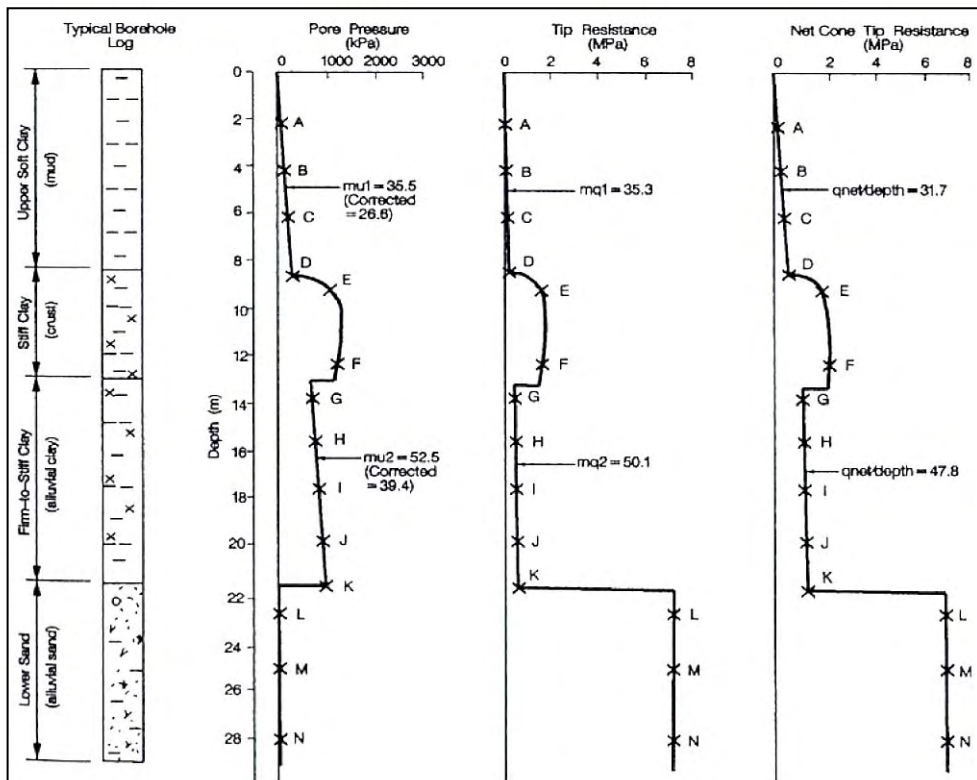 Typical Borehole
Log
Upper Soft Clay
(mud)
Stiff Clay
(crust)
Firm-to-Stiff Clay
(alluvial clay)
Lower Sand
(alluvial sand)
Pore Pressure
(kPa)
0 1000 2000 3000
Depth (m)
0
2
4
6
8
10
12
14
16
18
20
22
24
26
28
A
B
mu1=35.5
(Corrected
=26.8)
C
D
E
F
G
H
mu2=52.5
(Corrected
=39.4)
I
J
K
L
M
N
Tip Resistance
(MPa)
0 2 4 6 8
A
B
mq1=35.3
C
D
E
F
G
H
mq2=50.1
I
J
K
L
M
N
Net Cone Tip Resistance
(MPa)
0 2 4 6 8
A
B
qnet/depth=31.7
C
D
E
F
G
H
qnet/depth=47.8
I
J
K
L
M
N